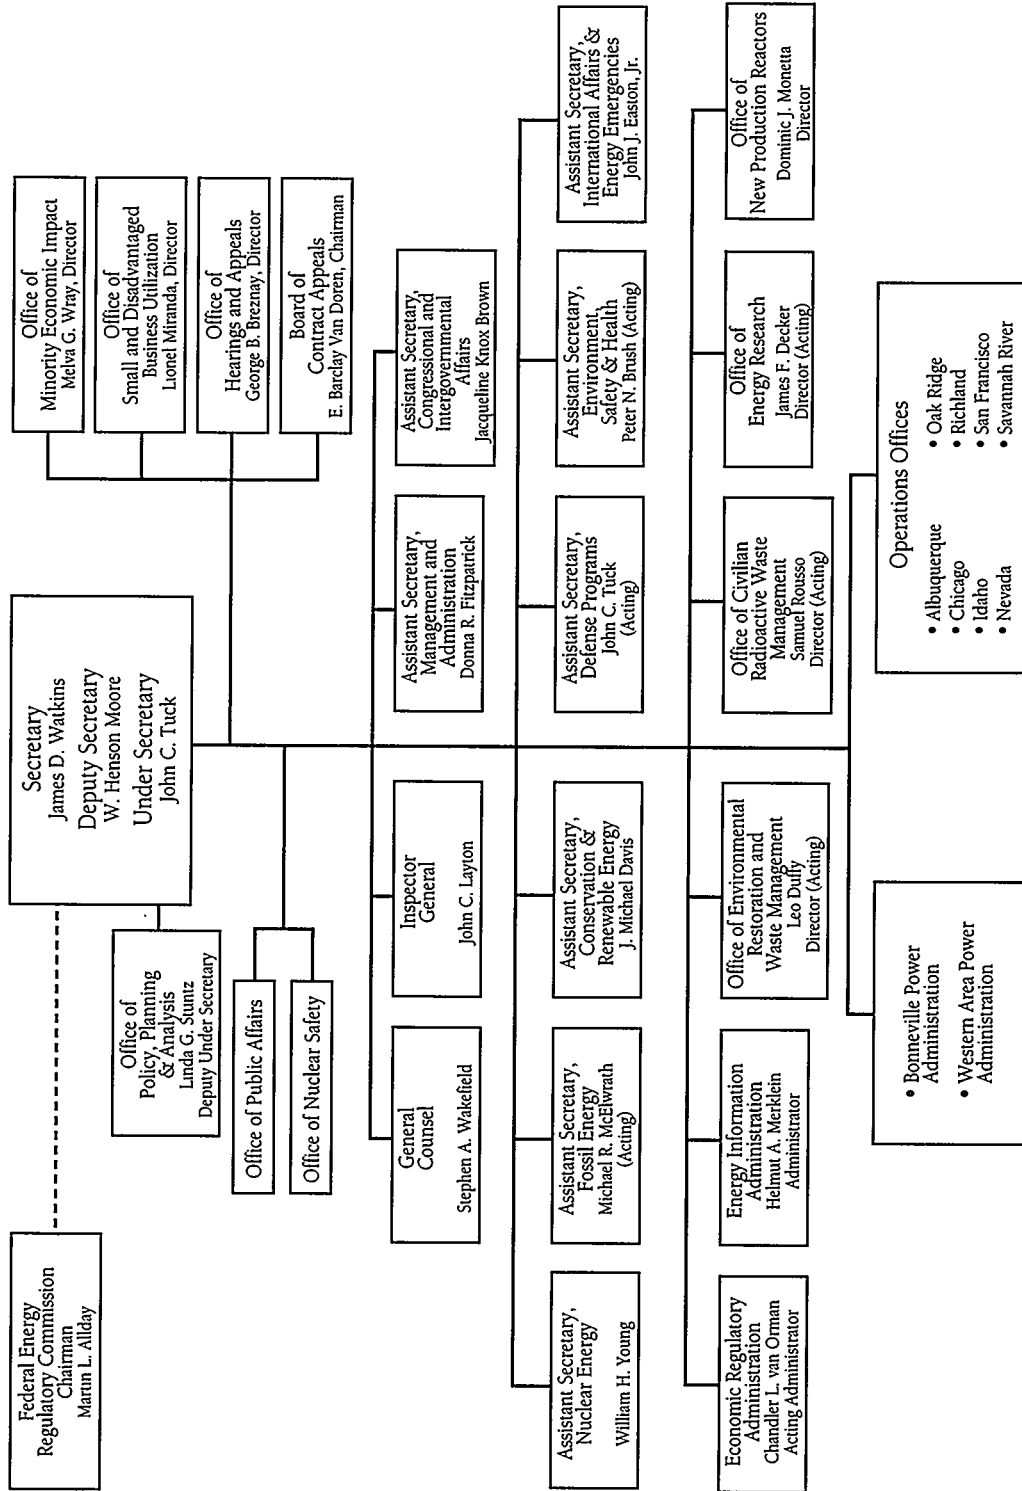 Federal Energy
Regulatory Commission
Chairman
Martin L. Allday
Secretary
James D. Watkins
Deputy Secretary
W. Henson Moore
Under Secretary
John C. Tuck
Office of
Minority Economic Impact
Melva G. Wray, Director
Office of
Small and Disadvantaged
Business Utilization
Lionel Miranda, Director
Office of
Hearings and Appeals
George B. Breznay, Director
Board of
Contract Appeals
E. Barclay Van Doren, Chairman
Office of
Policy, Planning
& Analysis
Linda G. Stuntz
Deputy Under Secretary
Office of Public Affairs
Office of Nuclear Safety
General
Counsel
Stephen A. Wakefield
Inspector
General
John C. Layton
Assistant Secretary,
Management and
Administration
Donna R. Fitzpatrick
Assistant Secretary,
Congressional and
Intergovernmental
Affairs
Jacqueline Knox Brown
Assistant Secretary,
Nuclear Energy
William H. Young
Assistant Secretary,
Fossil Energy
Michael R. McElwrath
(Acting)
Assistant Secretary,
Conservation &
Renewable Energy
J. Michael Davis
Assistant Secretary,
Defense Programs
John C. Tuck
(Acting)
Assistant Secretary,
Environment,
Safety & Health
Peter N. Brush (Acting)
Assistant Secretary,
International Affairs &
Energy Emergencies
John J. Easton, Jr.
Economic Regulatory
Administration
Chandler L. van Orman
Acting Administrator
Energy Information
Administration
Helmut A. Merklein
Administrator
Office of Environmental
Restoration and
Waste Management
Leo Duffy
Director (Acting)
Office of Civilian
Radioactive Waste
Management
Samuel Rousso
Director (Acting)
Office of
Energy Research
James F. Decker
Director (Acting)
Office of
New Production Reactors
Dominic J. Monetta
Director
• Bonneville Power
Administration
• Western Area Power
Administration
Operations Offices
• Albuquerque
• Chicago
• Idaho
• Nevada
• Oak Ridge
• Richland
• San Francisco
• Savannah River